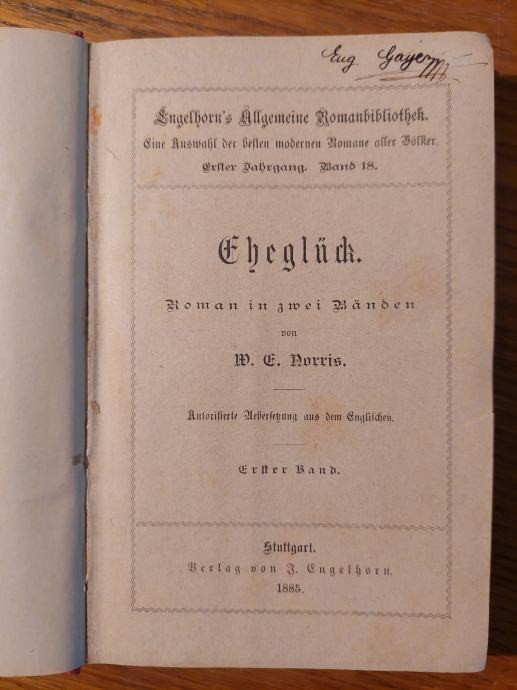 Eug. Gayer
Engelhorn's Allgemeine Romanbibliothek.
Eine Auswahl der besten modernen Romane aller Völker.
Erster Jahrgang. Band 18.
Eheglück.
Roman in zwei Bänden
von
W. E. Norris.
Autorisierte Uebersetzung aus dem Englischen.
Erster Band.
Stuttgart.
Verlag von J. Engelhorn.
1885.